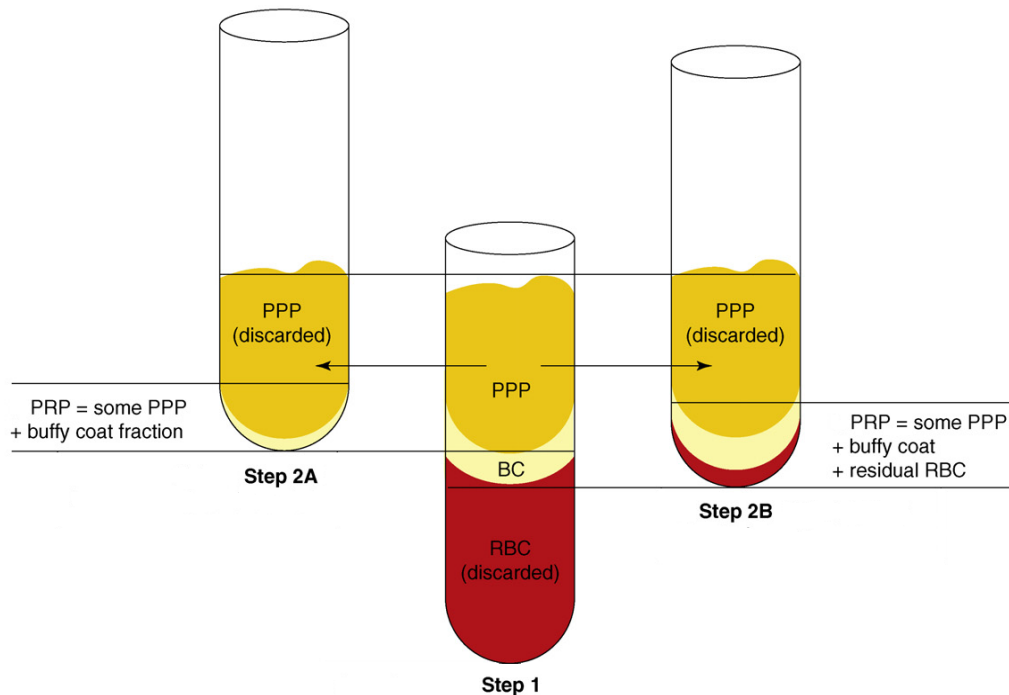 PPP
(discarded)
PRP = some PPP
+ buffy coat fraction
Step 2A
PPP
BC
RBC
(discarded)
Step 1
PPP
(discarded)
PRP = some PPP
+ buffy coat
+ residual RBC
Step 2B